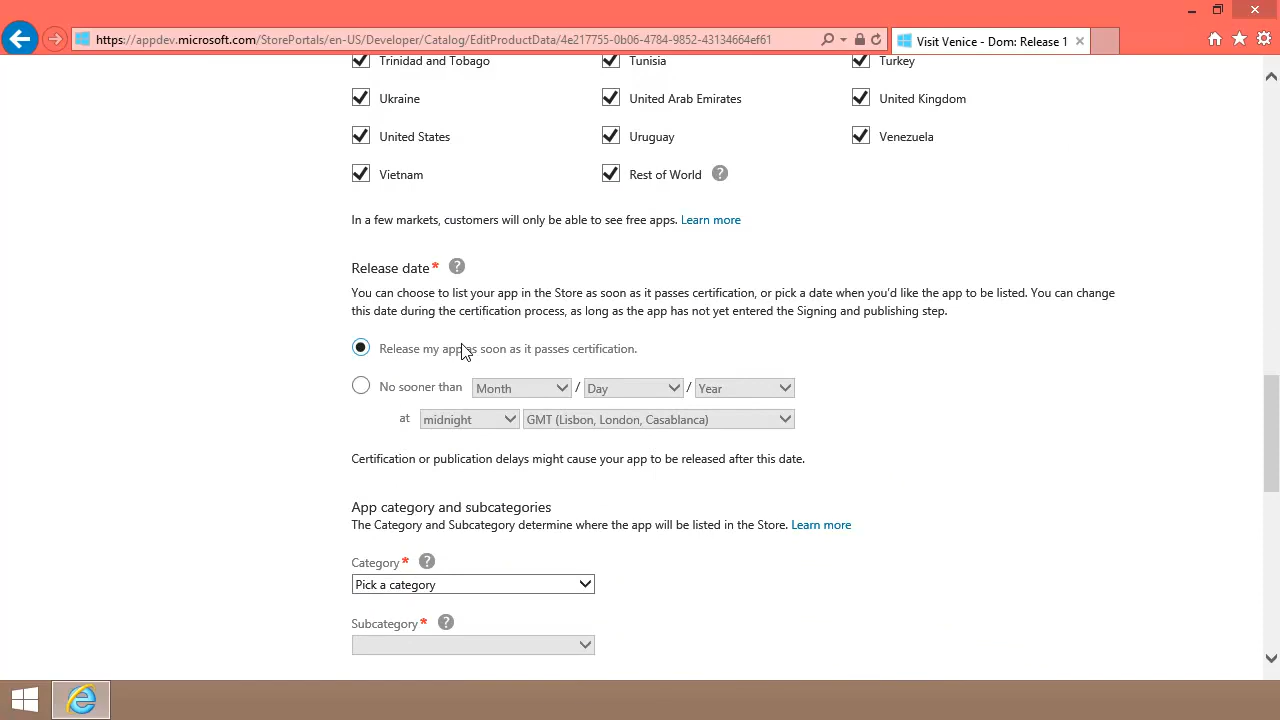 https://appdev.microsoft.com/StorePortals/en-US/Developer/Catalog/EditProductData/4e217755-0b06-4784-9852-43134664ef61
Visit Venice - Dom: Release 1
Trinidad and Tobago Tunisia Turkey
Ukraine United Arab Emirates United Kingdom
United States Uruguay Venezuela
Vietnam Rest of World ?
In a few markets, customers will only be able to see free apps. Learn more
Release date* ?
You can choose to list your app in the Store as soon as it passes certification, or pick a date when you'd like the app to be listed. You can change
this date during the certification process, as long as the app has not yet entered the Signing and publishing step.
Release my app as soon as it passes certification.
No sooner than Month / Day / Year
at midnight GMT (Lisbon, London, Casablanca)
Certification or publication delays might cause your app to be released after this date.
App category and subcategories
The Category and Subcategory determine where the app will be listed in the Store. Learn more
Category* ?
Pick a category
Subcategory* ?